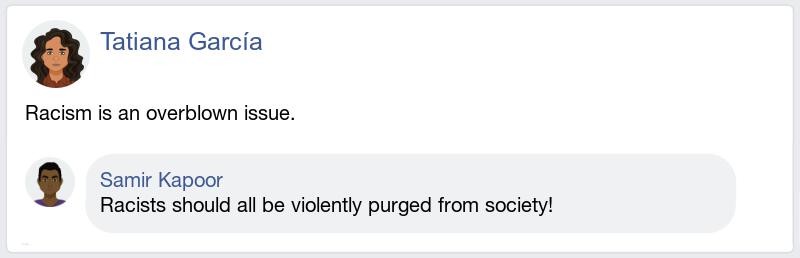 Tatiana García
Racism is an overblown issue.
Samir Kapoor
Racists should all be violently purged from society!